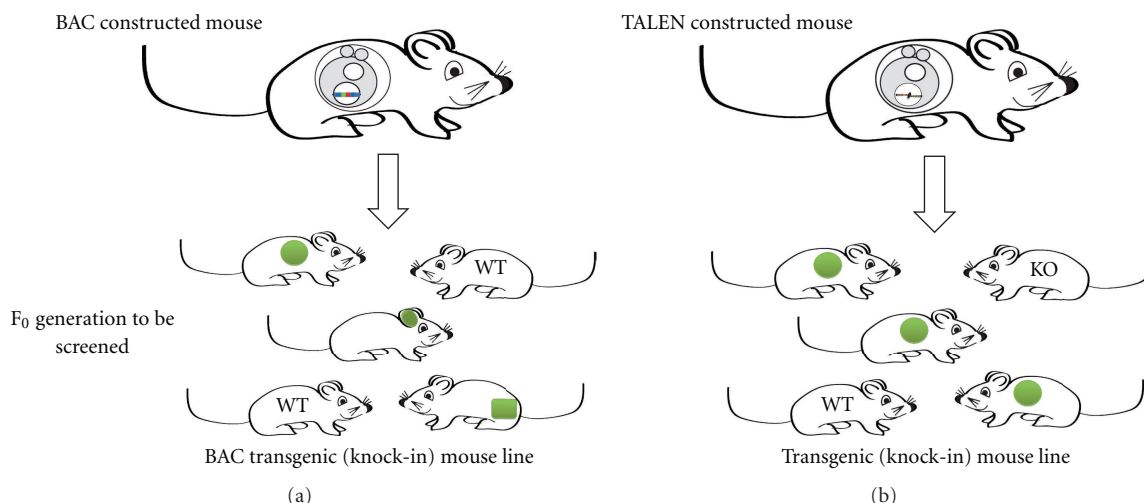 BAC constructed mouse
TALEN constructed mouse
WT
KO
F₀ generation to be
screened
WT
WT
BAC transgenic (knock-in) mouse line
Transgenic (knock-in) mouse line
(a)
(b)